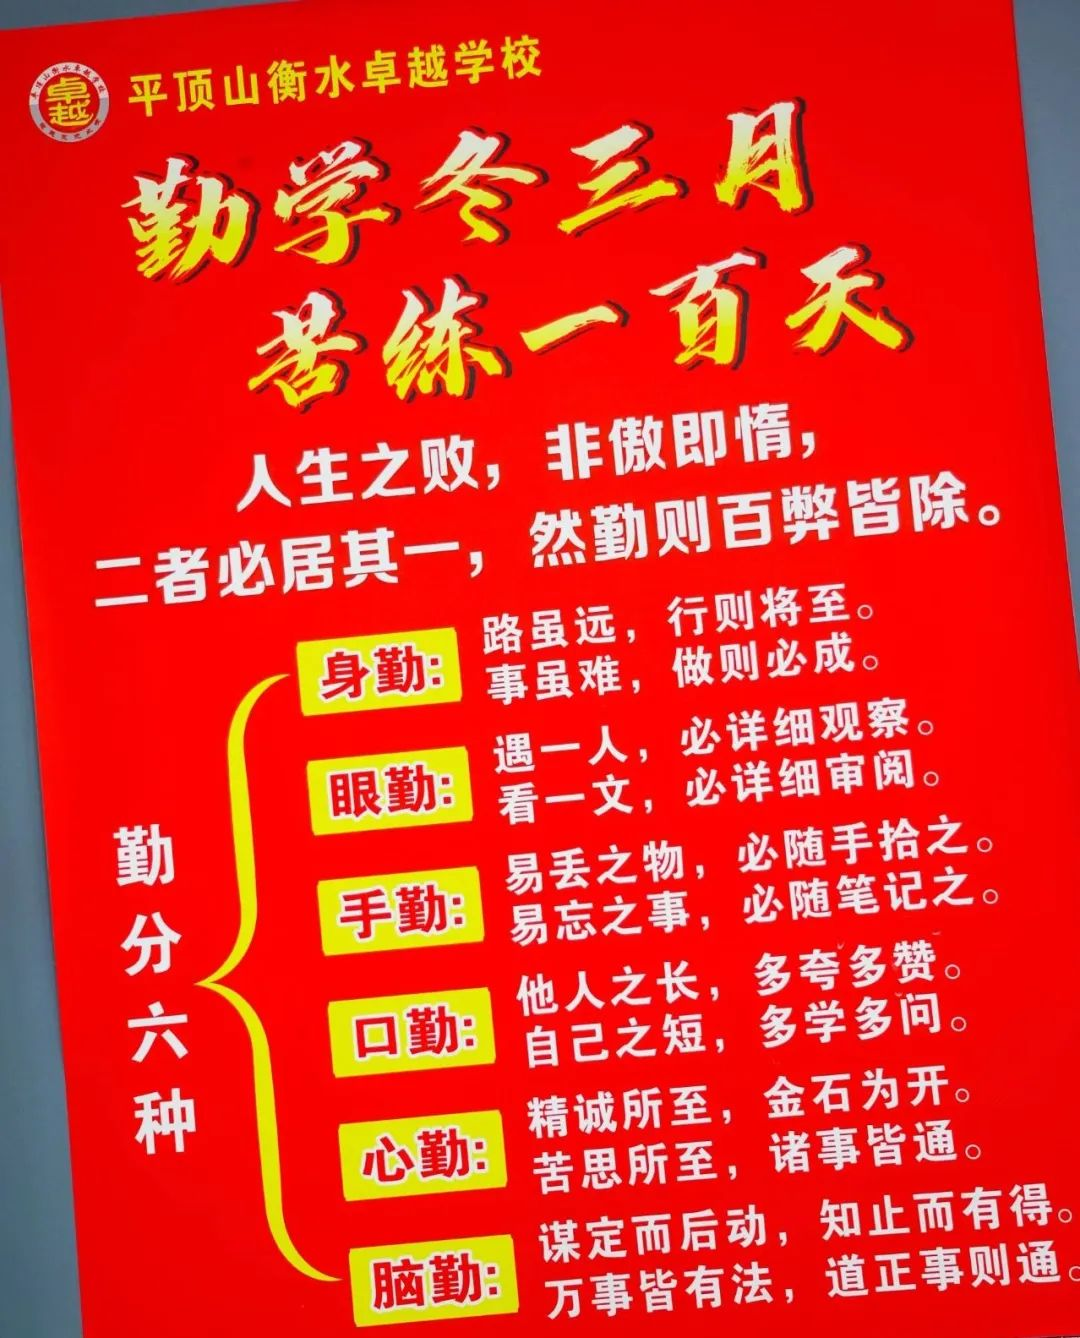 卓越
平顶山衡水卓越学校
勤学冬三月
苦练一百天
人生之败，非傲即惰，
二者必居其一，然勤则百弊皆除。
勤分六种
身勤：
路虽远，行则将至。
事虽难，做则必成。
眼勤：
遇一人，必详细观察。
看一文，必详细审阅。
手勤：
易丢之物，必随手拾之。
易忘之事，必随笔记之。
口勤：
他人之长，多夸多赞。
自己之短，多学多问。
心勤：
精诚所至，金石为开。
苦思所至，诸事皆通。
脑勤：
谋定而后动，知止而有得。
万事皆有法，道正事则通。